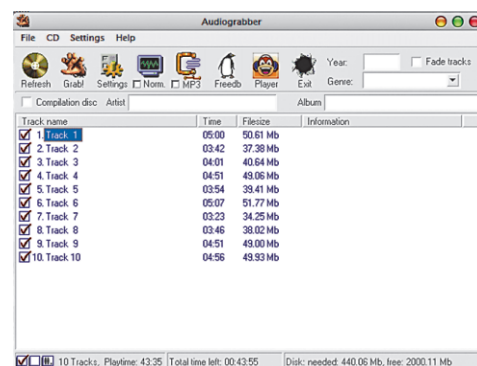 Audiograbber
File CD Settings Help
Refresh Grab! Settings Norm. MP3 Freedb Player Exit
Year: Fade tracks
Genre:
Compilation disc Artist Album
Track name Time Filesize Information
1. Track 1 05:00 50.61 Mb
2. Track 2 03:42 37.38 Mb
3. Track 3 04:01 40.64 Mb
4. Track 4 04:51 49.06 Mb
5. Track 5 03:54 39.41 Mb
6. Track 6 05:07 51.77 Mb
7. Track 7 03:23 34.25 Mb
8. Track 8 03:46 38.02 Mb
9. Track 9 04:51 49.00 Mb
10. Track 10 04:56 49.93 Mb
10 Tracks, Playtime: 43:35 Total time left: 00:43:55 Disk: needed: 440.06 Mb, free: 2000.11 Mb